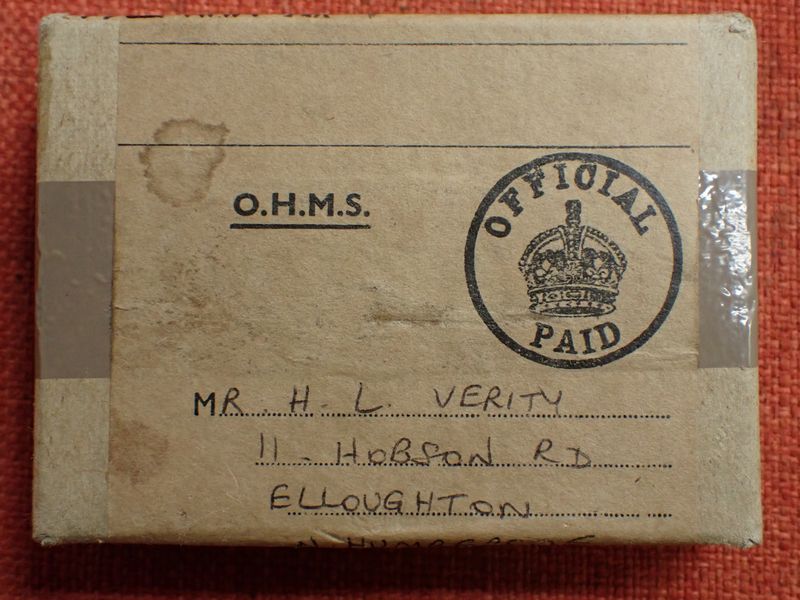 O.H.M.S.
OFFICIAL
PAID
MR. H. L. VERITY
11. HOBSON RD
ELLOUGHTON